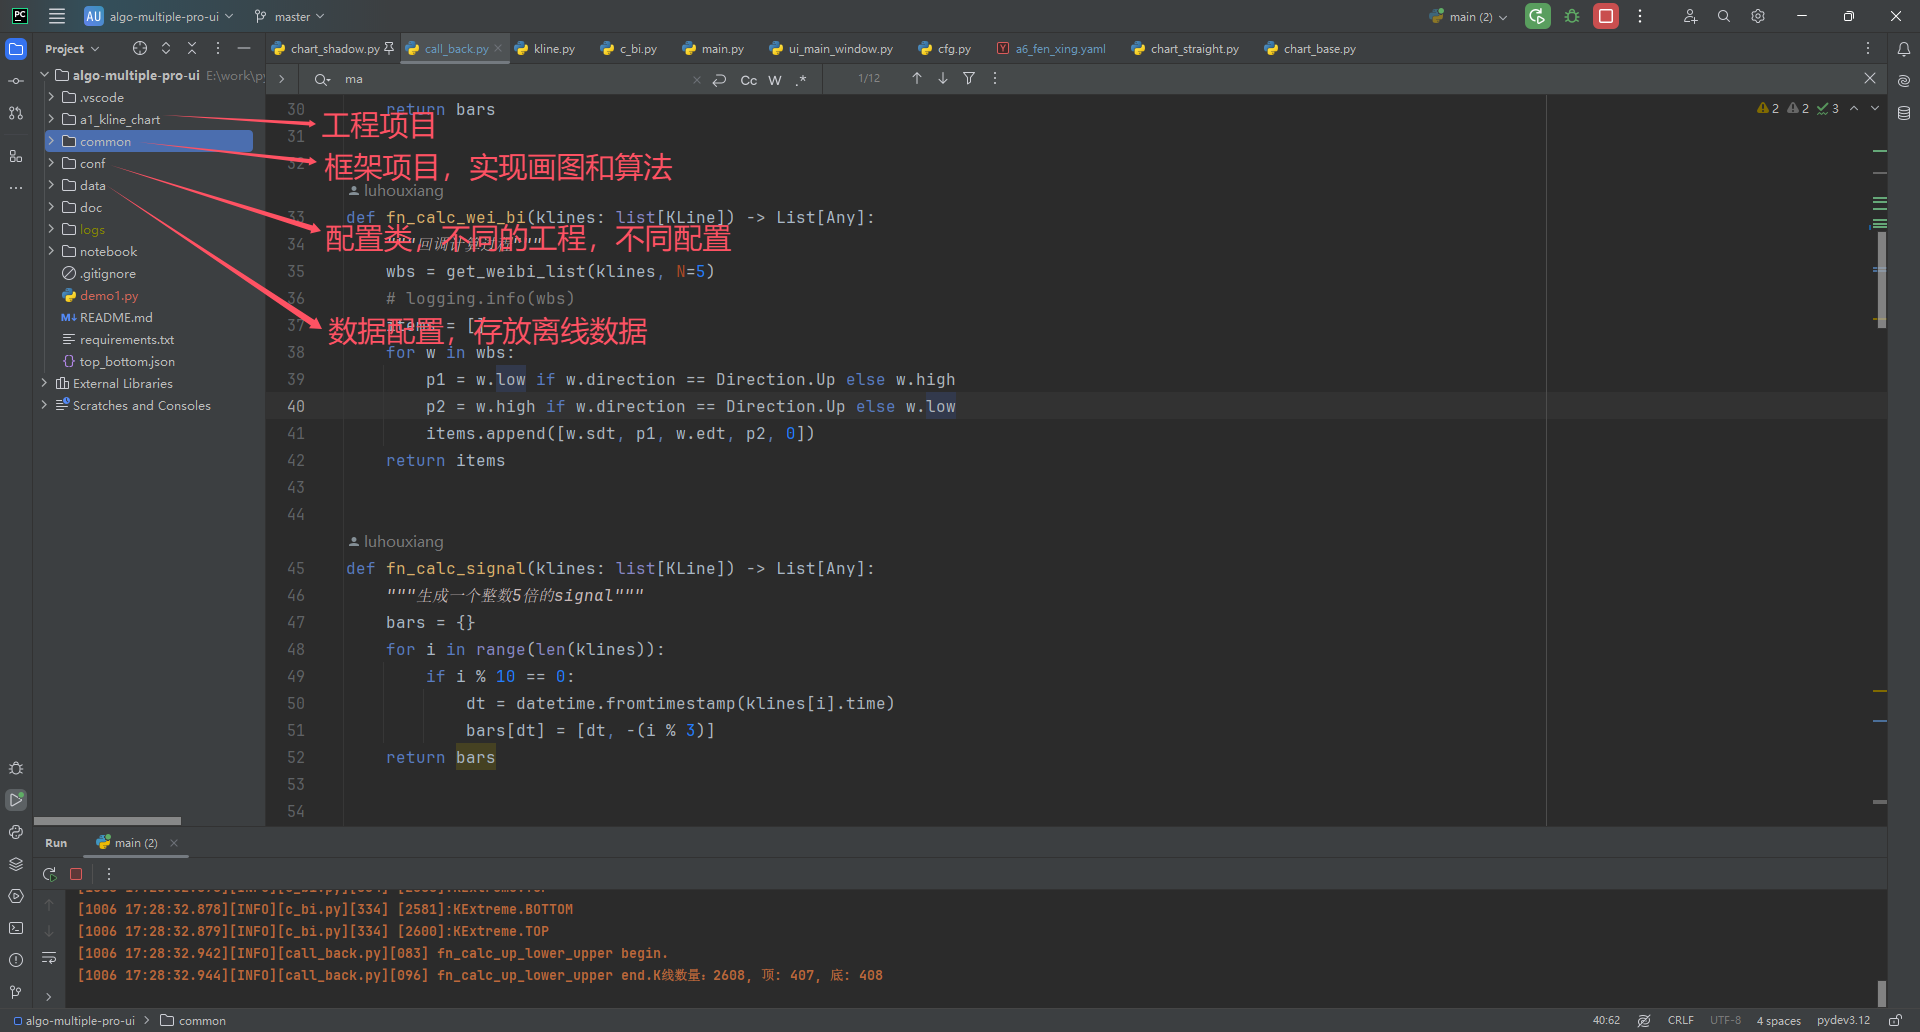 PC
AU algo-multiple-pro-ui
master
main (2)
Project
chart_shadow.py
call_back.py
kline.py
c_bi.py
main.py
ui_main_window.py
cfg.py
a6_fen_xing.yaml
chart_straight.py
chart_base.py
algo-multiple-pro-ui E:\work\py
.vscode
a1_kline_chart
common
conf
data
doc
logs
notebook
.gitignore
demo1.py
README.md
requirements.txt
top_bottom.json
External Libraries
Scratches and Consoles
ma
Cc W .*
1/12
2 2 3
30 return bars
31
工程项目
32
框架项目，实现画图和算法
luhouxiang
33 def fn_calc_wei_bi(klines: list[KLine]) -> List[Any]:
配置类，不同的工程，不同配置
34 """回调计算过程"""
35 wbs = get_weibi_list(klines, N=5)
36 # logging.info(wbs)
37 items = []
数据配置，存放离线数据
38 for w in wbs:
39 p1 = w.low if w.direction == Direction.Up else w.high
40 p2 = w.high if w.direction == Direction.Up else w.low
41 items.append([w.sdt, p1, w.edt, p2, 0])
42 return items
43
44
luhouxiang
45 def fn_calc_signal(klines: list[KLine]) -> List[Any]:
46 """生成一个整数5倍的signal"""
47 bars = {}
48 for i in range(len(klines)):
49 if i % 10 == 0:
50 dt = datetime.fromtimestamp(klines[i].time)
51 bars[dt] = [dt, -(i % 3)]
52 return bars
53
54
Run
main (2)
[1006 17:28:32.878][INFO][c_bi.py][334] [2581]:KExtreme.BOTTOM
[1006 17:28:32.879][INFO][c_bi.py][334] [2600]:KExtreme.TOP
[1006 17:28:32.942][INFO][call_back.py][083] fn_calc_up_lower_upper begin.
[1006 17:28:32.944][INFO][call_back.py][096] fn_calc_up_lower_upper end.K线数量: 2608, 顶: 407, 底: 408
algo-multiple-pro-ui > common
40:62
CRLF
UTF-8
4 spaces
pydev3.12